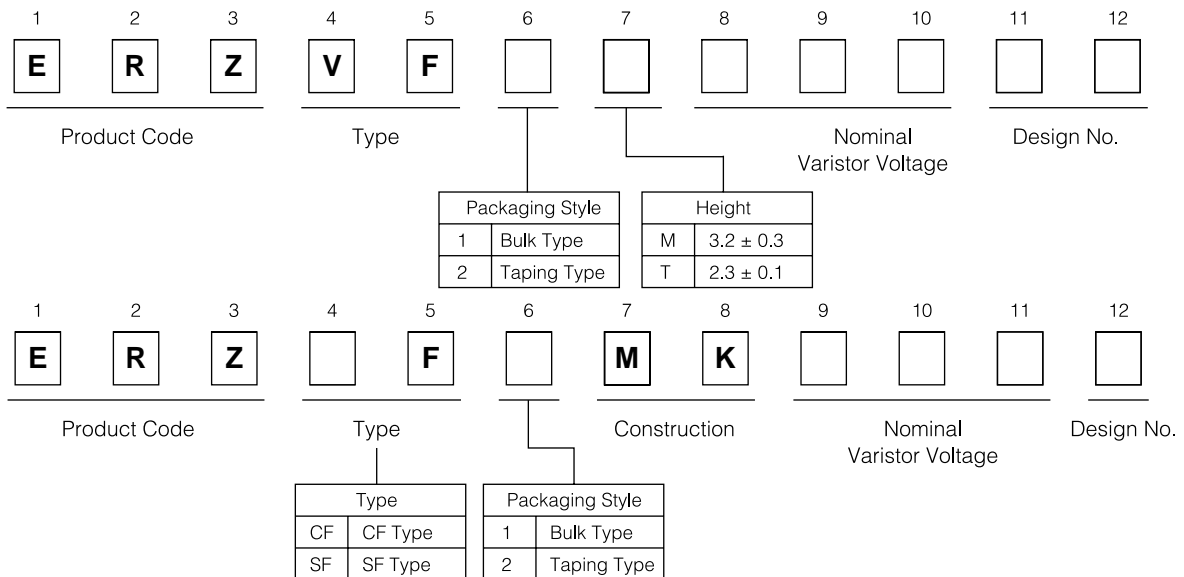 1 2 3 4 5 6 7 8 9 10 11 12
E R Z V F
Product Code Type Nominal Varistor Voltage Design No.
Packaging Style
1 Bulk Type
2 Taping Type
Height
M 3.2 ± 0.3
T 2.3 ± 0.1
1 2 3 4 5 6 7 8 9 10 11 12
E R Z F M K
Product Code Type Construction Nominal Varistor Voltage Design No.
Type
CF CF Type
SF SF Type
Packaging Style
1 Bulk Type
2 Taping Type